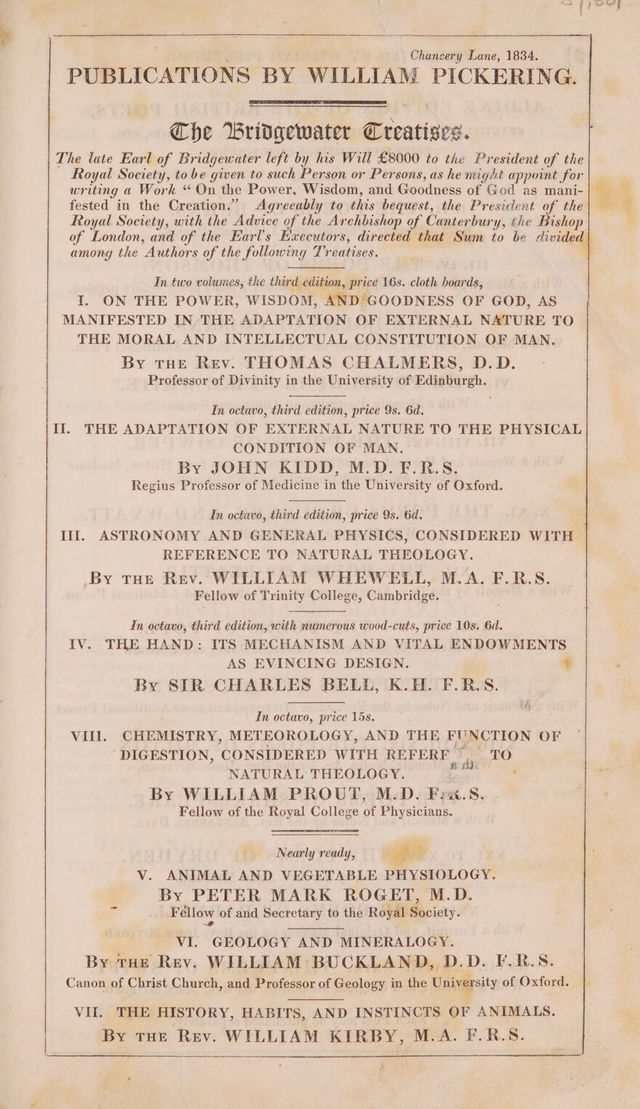 Chancery Lane, 1834.
PUBLICATIONS BY WILLIAM PICKERING.
The Bridgewater Treatises.
The late Earl of Bridgewater left by his Will £8000 to the President of the
Royal Society, to be given to such Person or Persons, as he might appoint for
writing a Work “ On the Power, Wisdom, and Goodness of God as mani-
fested in the Creation.” Agreeably to this bequest, the President of the
Royal Society, with the Advice of the Archbishop of Canterbury, the Bishop
of London, and of the Earl's Executors, directed that Sum to be divided
among the Authors of the following Treatises.
In two volumes, the third edition, price 16s. cloth boards,
I. ON THE POWER, WISDOM, AND GOODNESS OF GOD, AS
MANIFESTED IN THE ADAPTATION OF EXTERNAL NATURE TO
THE MORAL AND INTELLECTUAL CONSTITUTION OF MAN.
By THE REV. THOMAS CHALMERS, D.D.
Professor of Divinity in the University of Edinburgh.
In octavo, third edition, price 9s. 6d.
II. THE ADAPTATION OF EXTERNAL NATURE TO THE PHYSICAL
CONDITION OF MAN.
By JOHN KIDD, M.D. F.R.S.
Regius Professor of Medicine in the University of Oxford.
In octavo, third edition, price 9s. 6d.
III. ASTRONOMY AND GENERAL PHYSICS, CONSIDERED WITH
REFERENCE TO NATURAL THEOLOGY.
By THE REV. WILLIAM WHEWELL, M.A. F.R.S.
Fellow of Trinity College, Cambridge.
In octavo, third edition, with numerous wood-cuts, price 10s. 6d.
IV. THE HAND: ITS MECHANISM AND VITAL ENDOWMENTS
AS EVINCING DESIGN.
By SIR CHARLES BELL, K.H. F.R.S.
In octavo, price 15s.
VIII. CHEMISTRY, METEOROLOGY, AND THE FUNCTION OF
DIGESTION, CONSIDERED WITH REFERE TO
NATURAL THEOLOGY.
By WILLIAM PROUT, M.D. F.R.S.
Fellow of the Royal College of Physicians.
Nearly ready,
V. ANIMAL AND VEGETABLE PHYSIOLOGY.
By PETER MARK ROGET, M.D.
Fellow of and Secretary to the Royal Society.
VI. GEOLOGY AND MINERALOGY.
By THE REV. WILLIAM BUCKLAND, D.D. F.R.S.
Canon of Christ Church, and Professor of Geology in the University of Oxford.
VII. THE HISTORY, HABITS, AND INSTINCTS OF ANIMALS.
By THE REV. WILLIAM KIRBY, M.A. F.R.S.